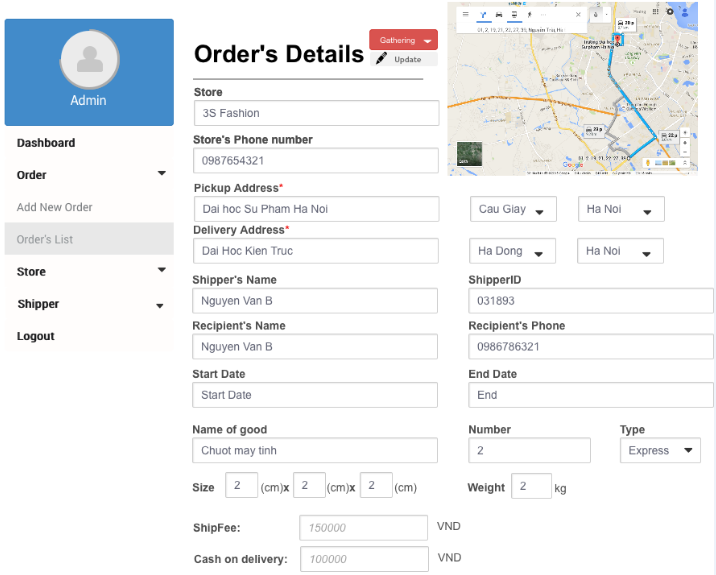 Admin
Dashboard
Order
Add New Order
Order's List
Store
Shipper
Logout
Order's Details
Gathering
Update
Store
3S Fashion
Store's Phone number
0987654321
Pickup Address*
Dai hoc Su Pham Ha Noi
Cau Giay
Ha Noi
Delivery Address*
Dai Hoc Kien Truc
Ha Dong
Ha Noi
Shipper's Name
ShipperID
Nguyen Van B
031893
Recipient's Name
Recipient's Phone
Nguyen Van B
0986786321
Start Date
End Date
Start Date
End
Name of good
Number
Type
Chuot may tinh
2
Express
Size 2 (cm)x 2 (cm)x 2 (cm)
Weight 2 kg
ShipFee: 150000 VND
Cash on delivery: 100000 VND
Google